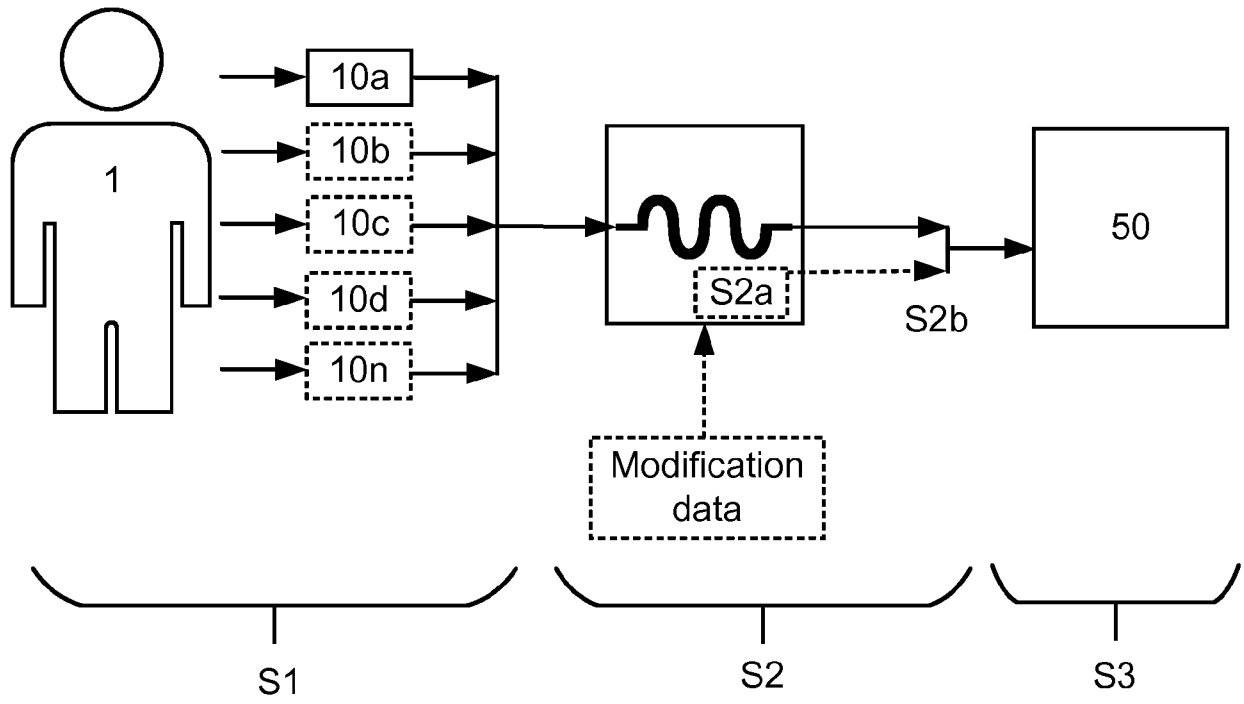 10a
10b
1
10c
50
10d
S2a
S2b
10n
Modification
data
S1
S2
S3